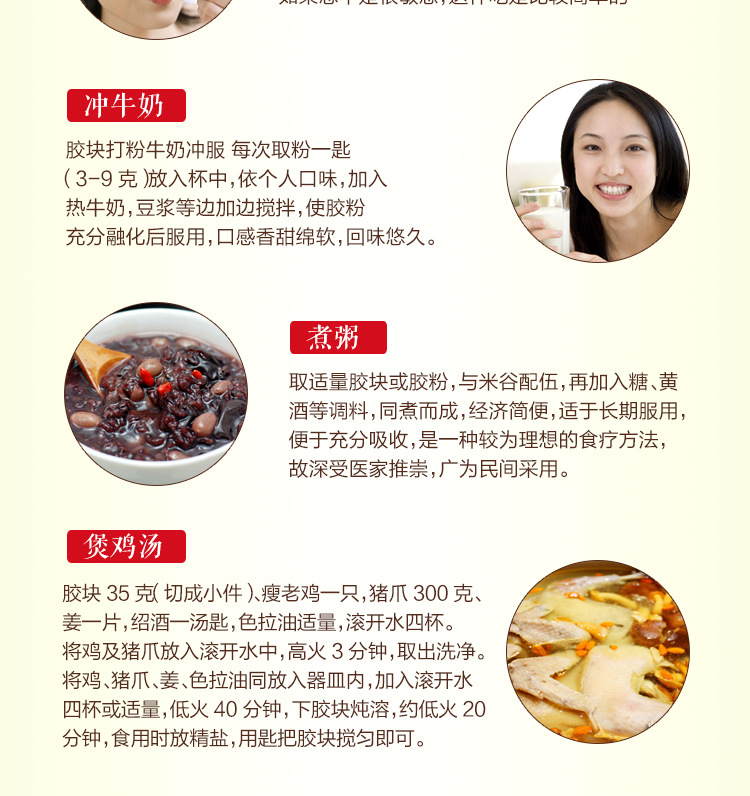 冲牛奶
胶块打粉牛奶冲服 每次取粉一匙
( 3-9 克 )放入杯中,依个人口味,加入
热牛奶,豆浆等边加边搅拌,使胶粉
充分融化后服用,口感香甜绵软,回味悠久。
煮粥
取适量胶块或胶粉,与米谷配伍,再加入糖、黄
酒等调料,同煮而成,经济简便,适于长期服用,
便于充分吸收,是一种较为理想的食疗方法,
故深受医家推崇,广为民间采用。
煲鸡汤
胶块 35 克( 切成小件 )、瘦老鸡一只,猪爪 300 克、
姜一片,绍酒一汤匙,色拉油适量,滚开水四杯。
将鸡及猪爪放入滚开水中,高火 3 分钟,取出洗净。
将鸡、猪爪、姜、色拉油同放入器皿内,加入滚开水
四杯或适量,低火 40 分钟,下胶块炖溶,约低火 20
分钟,食用时放精盐,用匙把胶块搅匀即可。